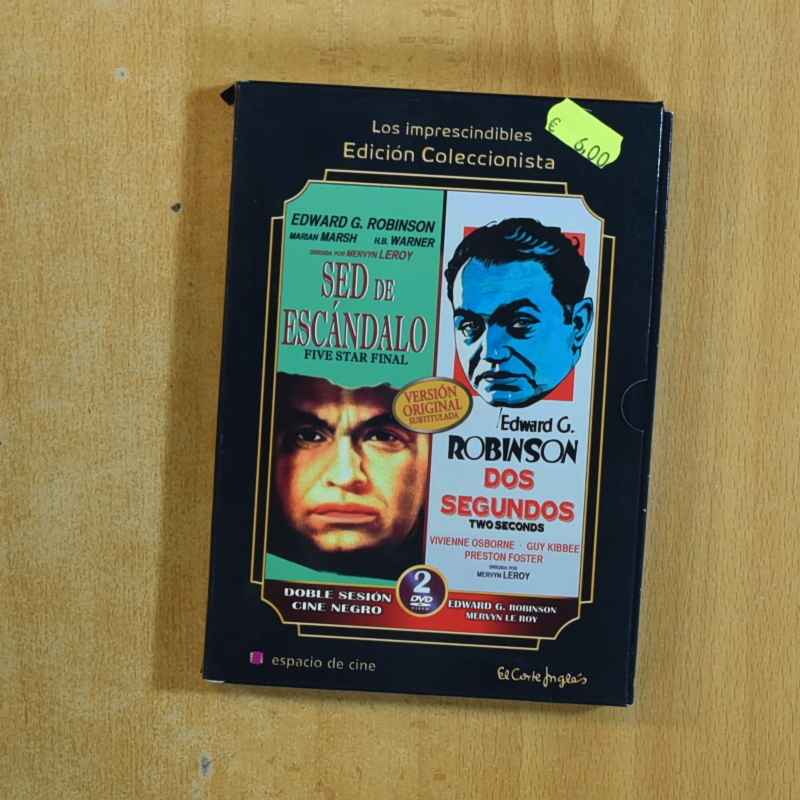 Los imprescindibles
Edición Coleccionista
€ 6,00
EDWARD G. ROBINSON
MARIAN MARSH H.B. WARNER
DIRIGIDA POR MERVYN LEROY
SED DE
ESCÁNDALO
FIVE STAR FINAL
VERSIÓN
ORIGINAL
SUBTITULADA
Edward G.
ROBINSON
DOS
SEGUNDOS
TWO SECONDS
VIVIENNE OSBORNE · GUY KIBBEE
PRESTON FOSTER
DIRIGIDA POR
MERVYN LEROY
DOBLE SESIÓN
CINE NEGRO
2
DVD
VIDEO
EDWARD G. ROBINSON
MERVYN LE ROY
espacio de cine
El Corte Inglés